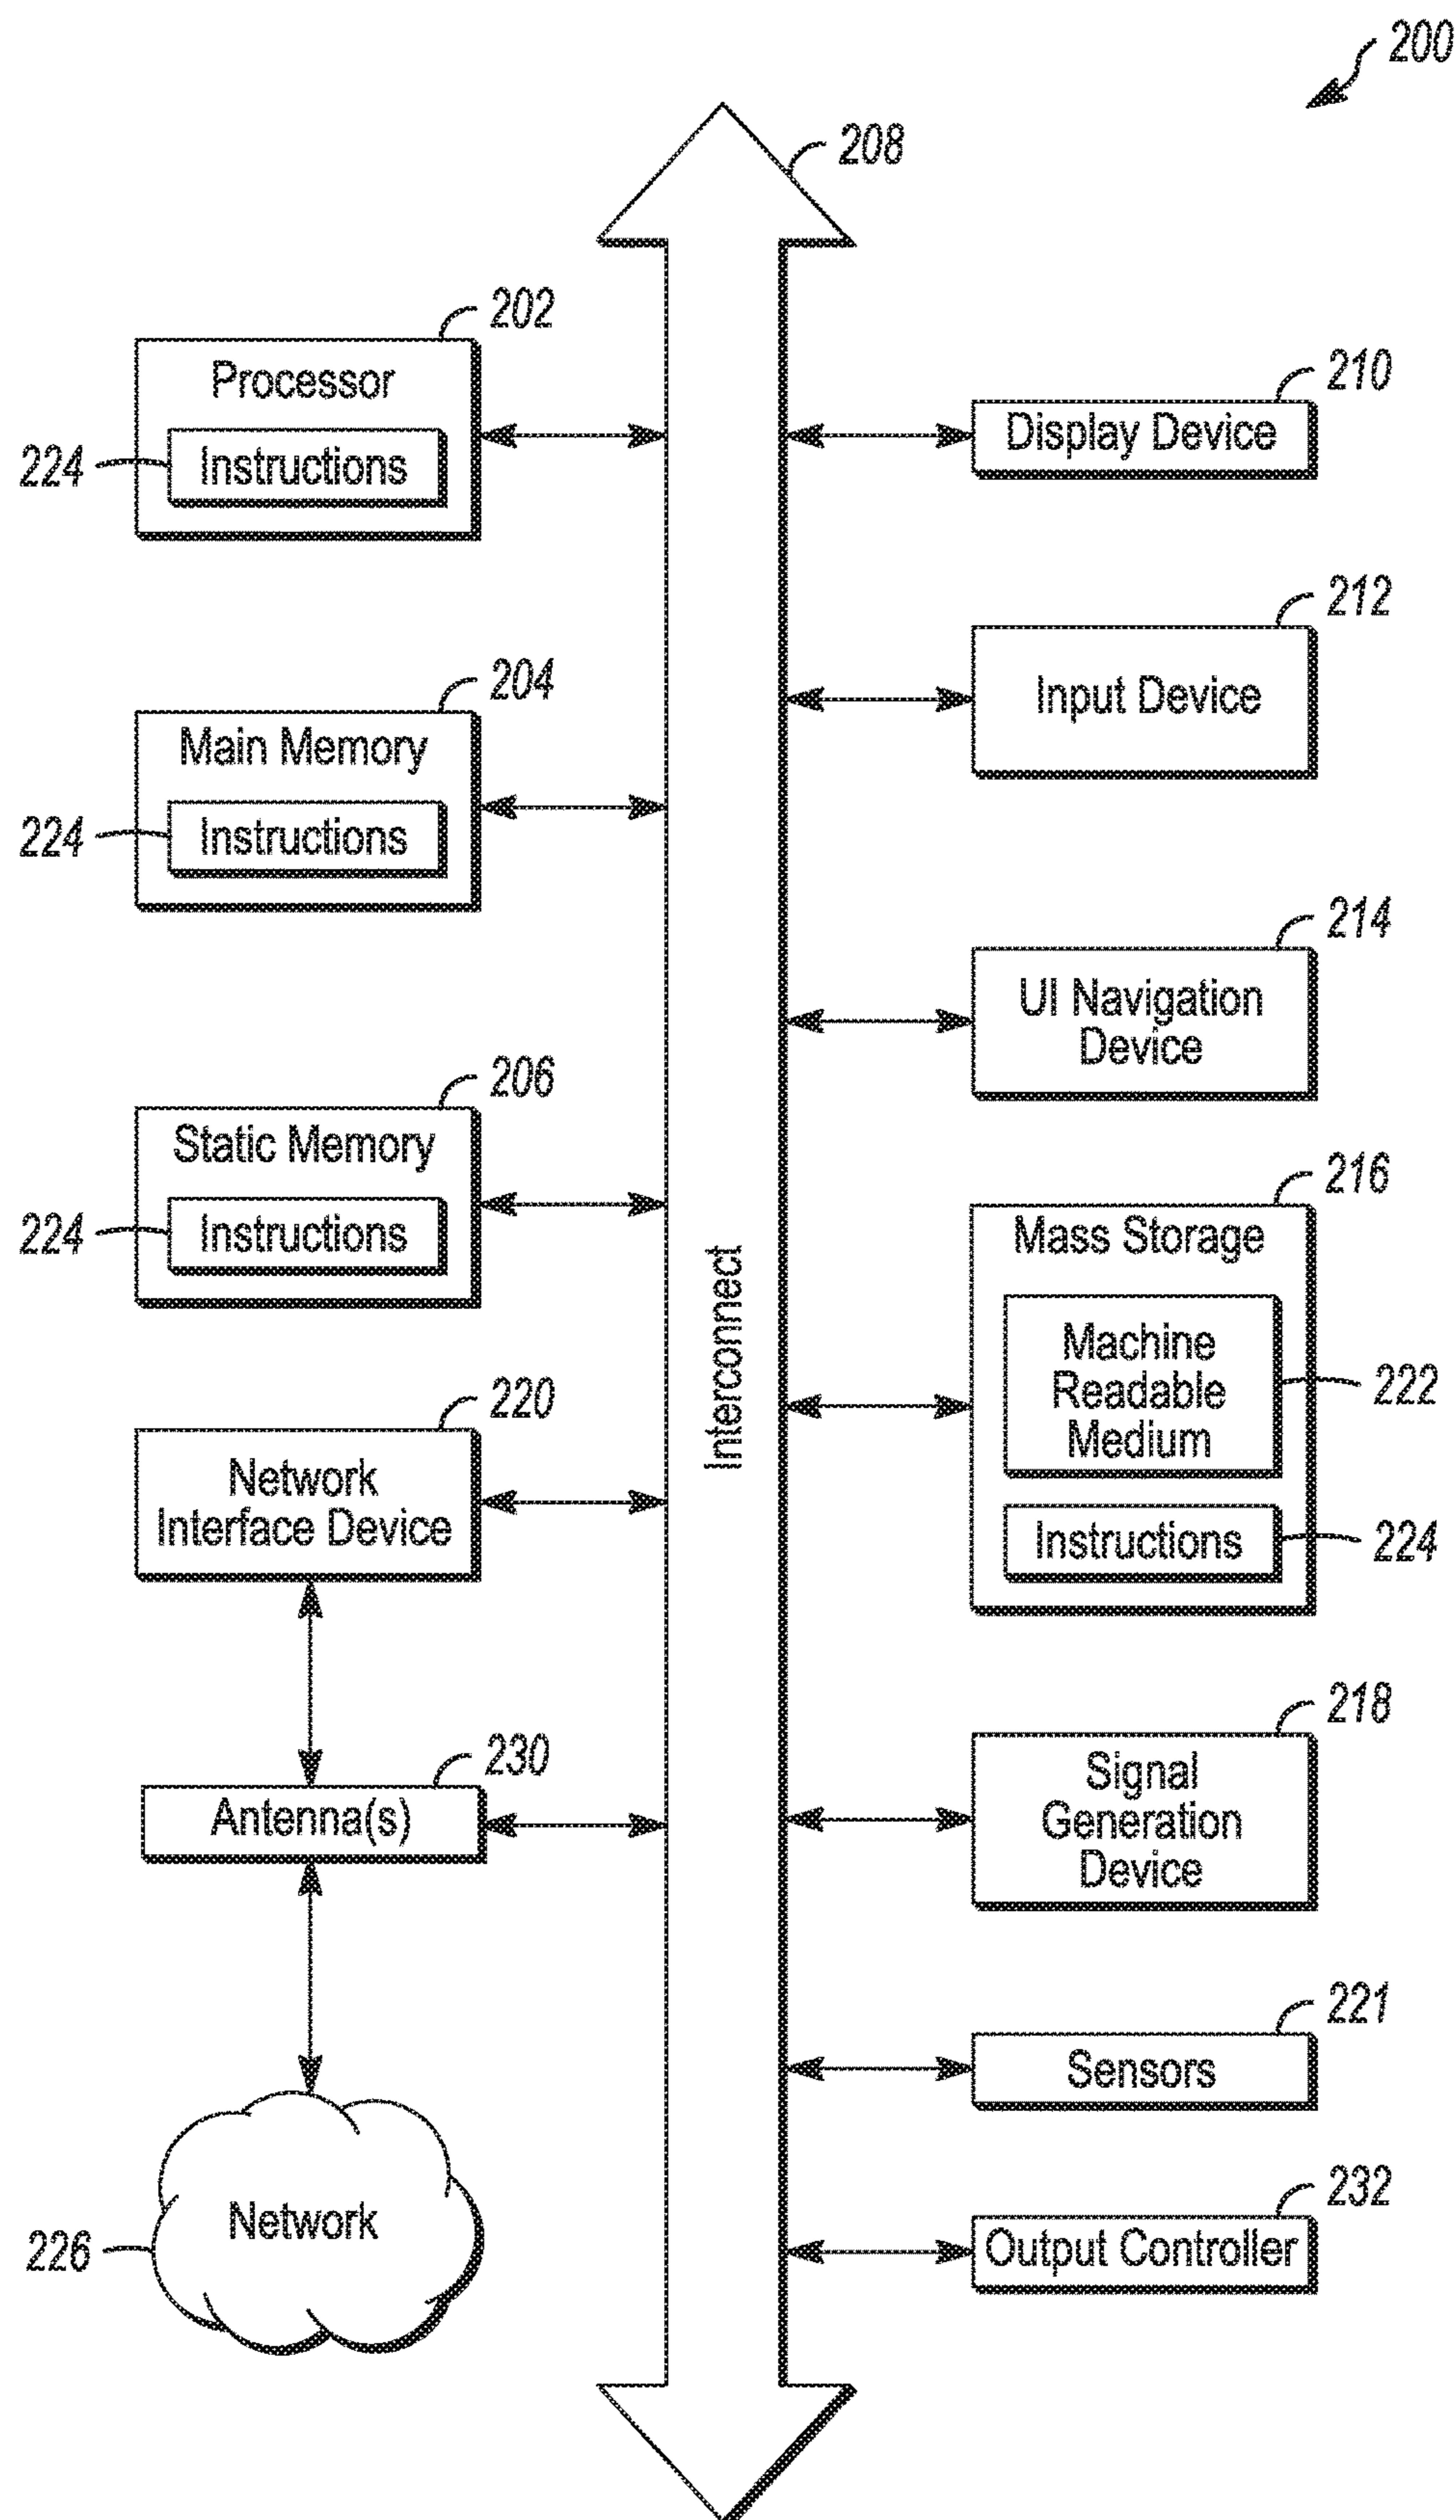 200
208
202
Processor
224
Instructions
204
Main Memory
224
Instructions
206
Static Memory
224
Instructions
220
Network
Interface Device
230
Antenna(s)
226
Network
Interconnect
210
Display Device
212
Input Device
214
UI Navigation
Device
216
Mass Storage
Machine
Readable
Medium
222
Instructions
224
218
Signal
Generation
Device
221
Sensors
232
Output Controller